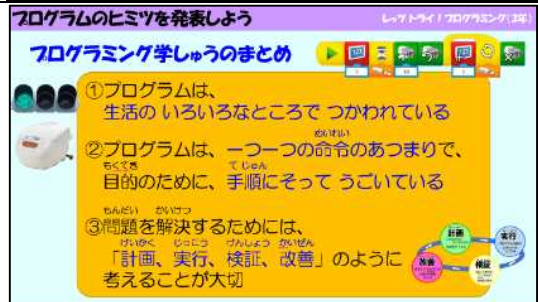 プログラムのヒミツを発表しよう
レッツ トライ！プログラミング(3年)
プログラミング学しゅうのまとめ
①プログラムは、
生活の いろいろなところで つかわれている
②プログラムは、一つ一つの命令のあつまりで、
目的のために、手順にそって うごいている
③問題を解決するためには、
「計画、実行、検証、改善」のように
考えることが大切
計画
実行
検証
改善